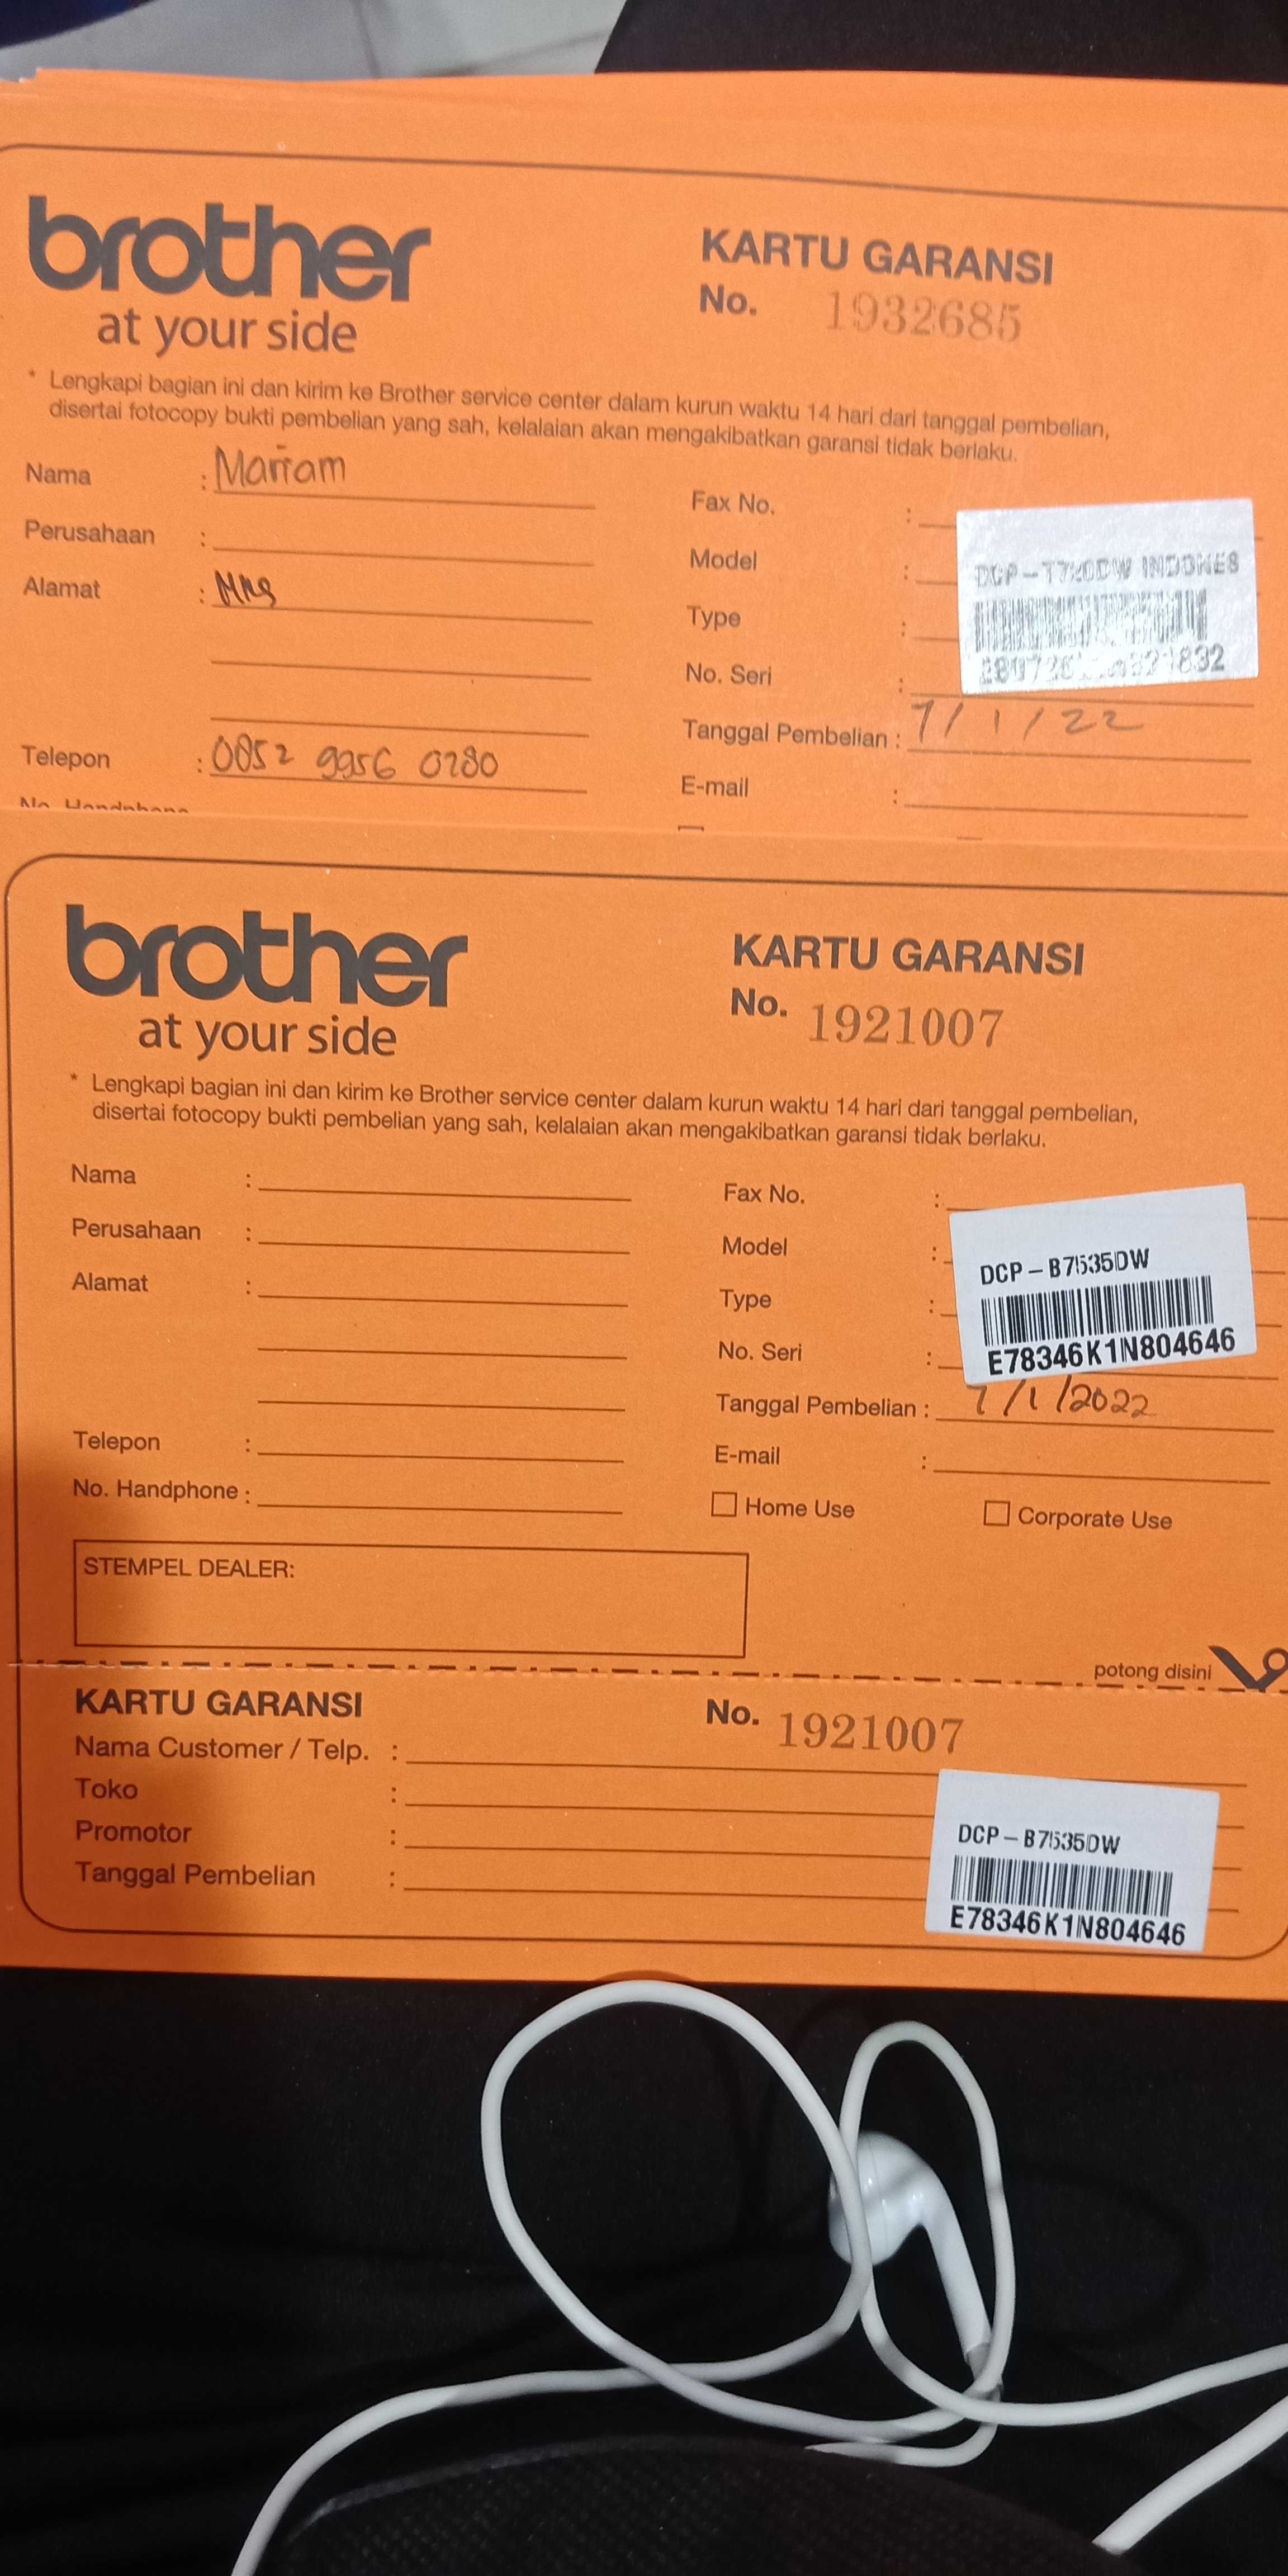 brother
at your side
KARTU GARANSI
No. 1932685
* Lengkapi bagian ini dan kirim ke Brother service center dalam kurun waktu 14 hari dari tanggal pembelian,
disertai fotocopy bukti pembelian yang sah, kelalaian akan mengakibatkan garansi tidak berlaku.
Nama : Mariam
Perusahaan :
Alamat : MKS
Telepon : 0852 9956 0280
No. Handphone
Fax No. :
Model : DCP-T720DW INDONES
Type :
No. Seri :
Tanggal Pembelian : 7/1/22
E-mail :
brother
at your side
KARTU GARANSI
No. 1921007
* Lengkapi bagian ini dan kirim ke Brother service center dalam kurun waktu 14 hari dari tanggal pembelian,
disertai fotocopy bukti pembelian yang sah, kelalaian akan mengakibatkan garansi tidak berlaku.
Nama :
Perusahaan :
Alamat :
Telepon :
No. Handphone :
Fax No. :
Model : DCP-B7535DW
Type :
No. Seri : E78346K1N804646
Tanggal Pembelian : 7/1/2022
E-mail :
Home Use Corporate Use
STEMPEL DEALER:
potong disini
KARTU GARANSI No. 1921007
Nama Customer / Telp. :
Toko :
Promotor :
Tanggal Pembelian :
DCP-B7535DW
E78346K1N804646